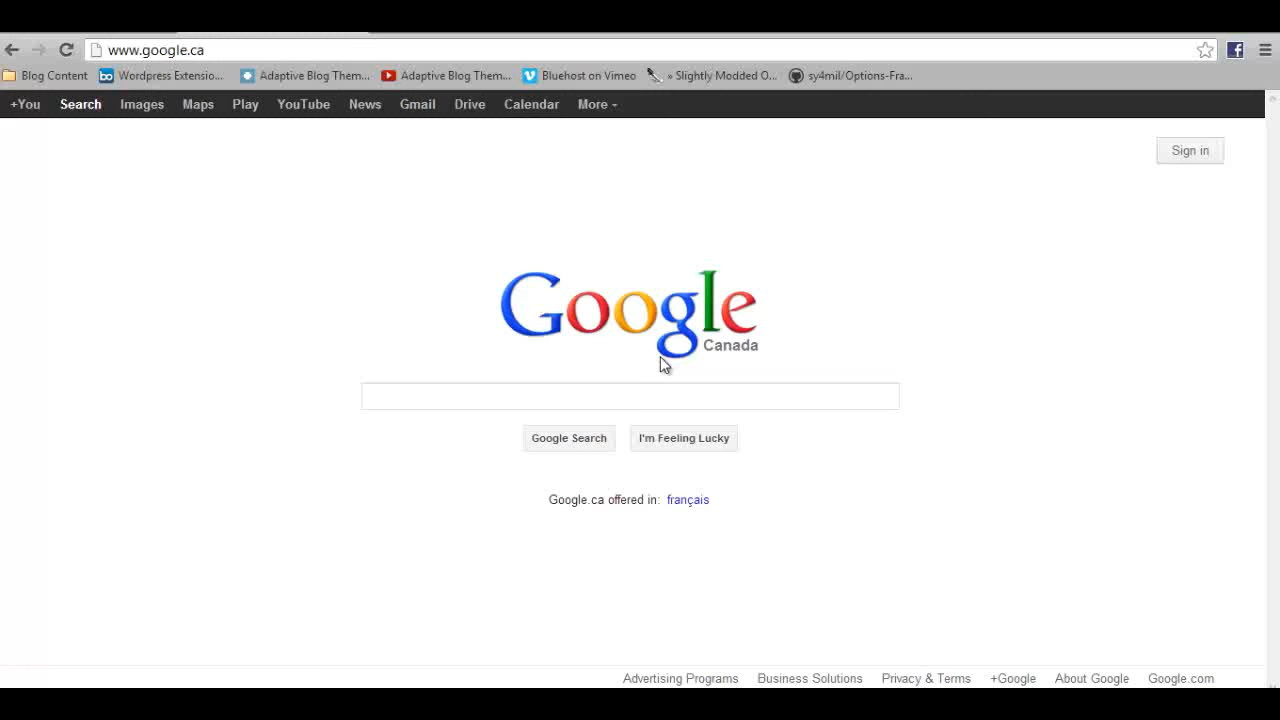 www.google.ca
Blog Content Wordpress Extensio... Adaptive Blog Them... Adaptive Blog Them... Bluehost on Vimeo » Slightly Modded O... sy4mil/Options-Fra...
+You Search Images Maps Play YouTube News Gmail Drive Calendar More
Sign in
Google
Canada
Google Search I'm Feeling Lucky
Google.ca offered in: français
Advertising Programs Business Solutions Privacy & Terms +Google About Google Google.com